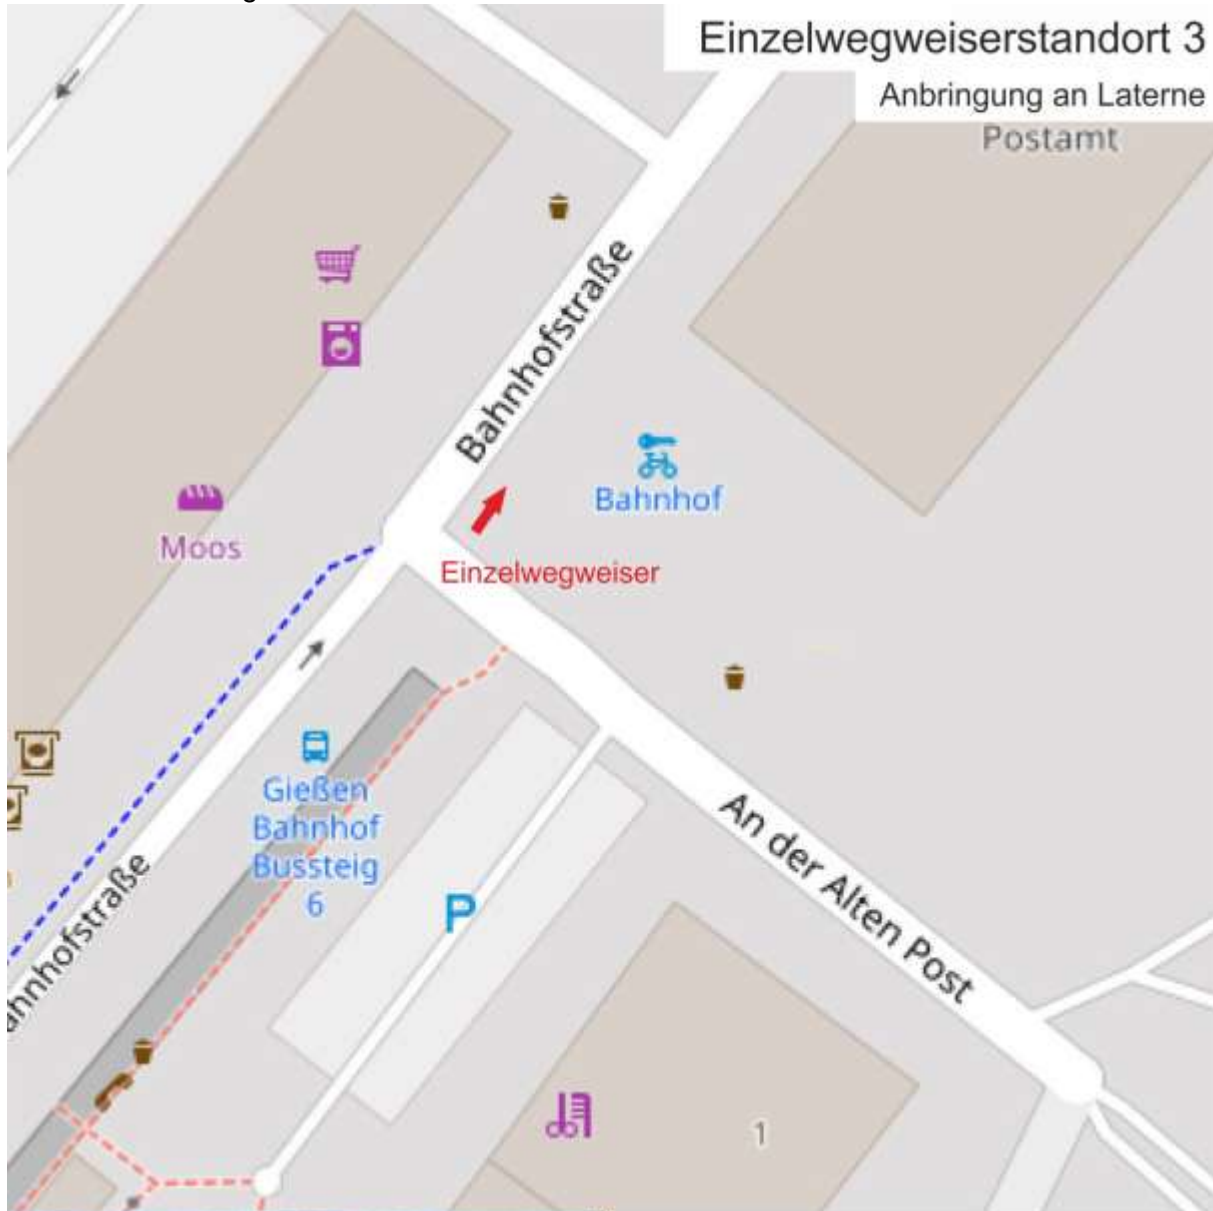 Einzelwegweiserstandort 3
Anbringung an Laterne
Postamt
Bahnhofstraße
Bahnhof
Moos
Einzelwegweiser
Gießen
Bahnhof
Bussteig
6
P
An der Alten Post
ahnhofstraße
1